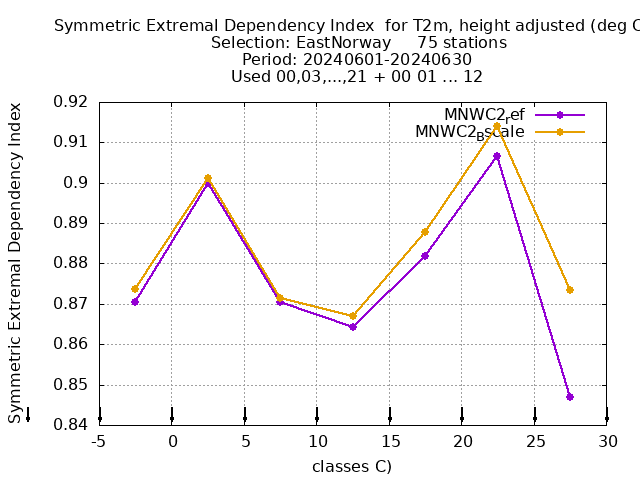 Symmetric Extremal Dependency Index  for T2m, height adjusted (deg C
Selection: EastNorway     75 stations
Period: 20240601-20240630
Used 00,03,...,21 + 00 01 ... 12
Symmetric Extremal Dependency Index
0.92
0.91
0.9
0.89
0.88
0.87
0.86
0.85
0.84
MNWC2ref
MNWC2Bscale
-5 0 5 10 15 20 25 30
classes C)